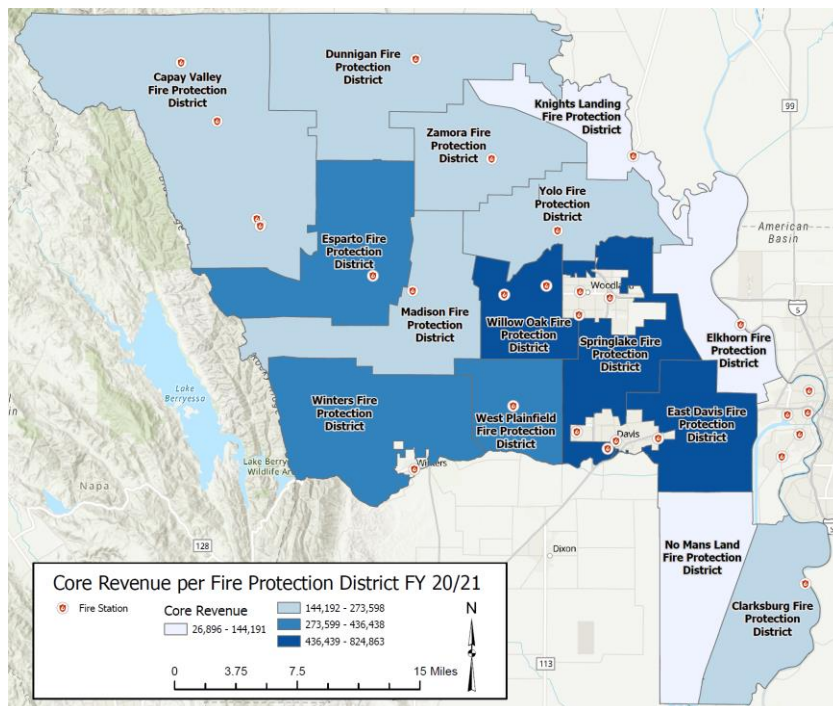 Dunnigan Fire
Protection
District
Capay Valley
Fire Protection
District
Knights Landing
Fire Protection
District
99
Zamora Fire
Protection
District
Yolo Fire
Protection
District
American
Basin
Esparto Fire
Protection
District
Woodland
5
Madison Fire
Protection
District
Willow Oak Fire
Protection
District
Springlake Fire
Protection
District
Elkhorn Fire
Protection
District
Lake
Berryessa
Winters Fire
Protection
District
West Plainfield
Fire Protection
District
East Davis Fire
Protection
District
Davis
Winters
Lake Berryessa
Wildlife Area
Napa
128
Dixon
No Mans Land
Fire Protection
District
Clarksburg Fire
Protection
District
113
Core Revenue per Fire Protection District FY 20/21
Fire Station
Core Revenue
26,896 - 144,191
144,192 - 273,598
273,599 - 436,438
436,439 - 824,863
N
0 3.75 7.5 15 Miles